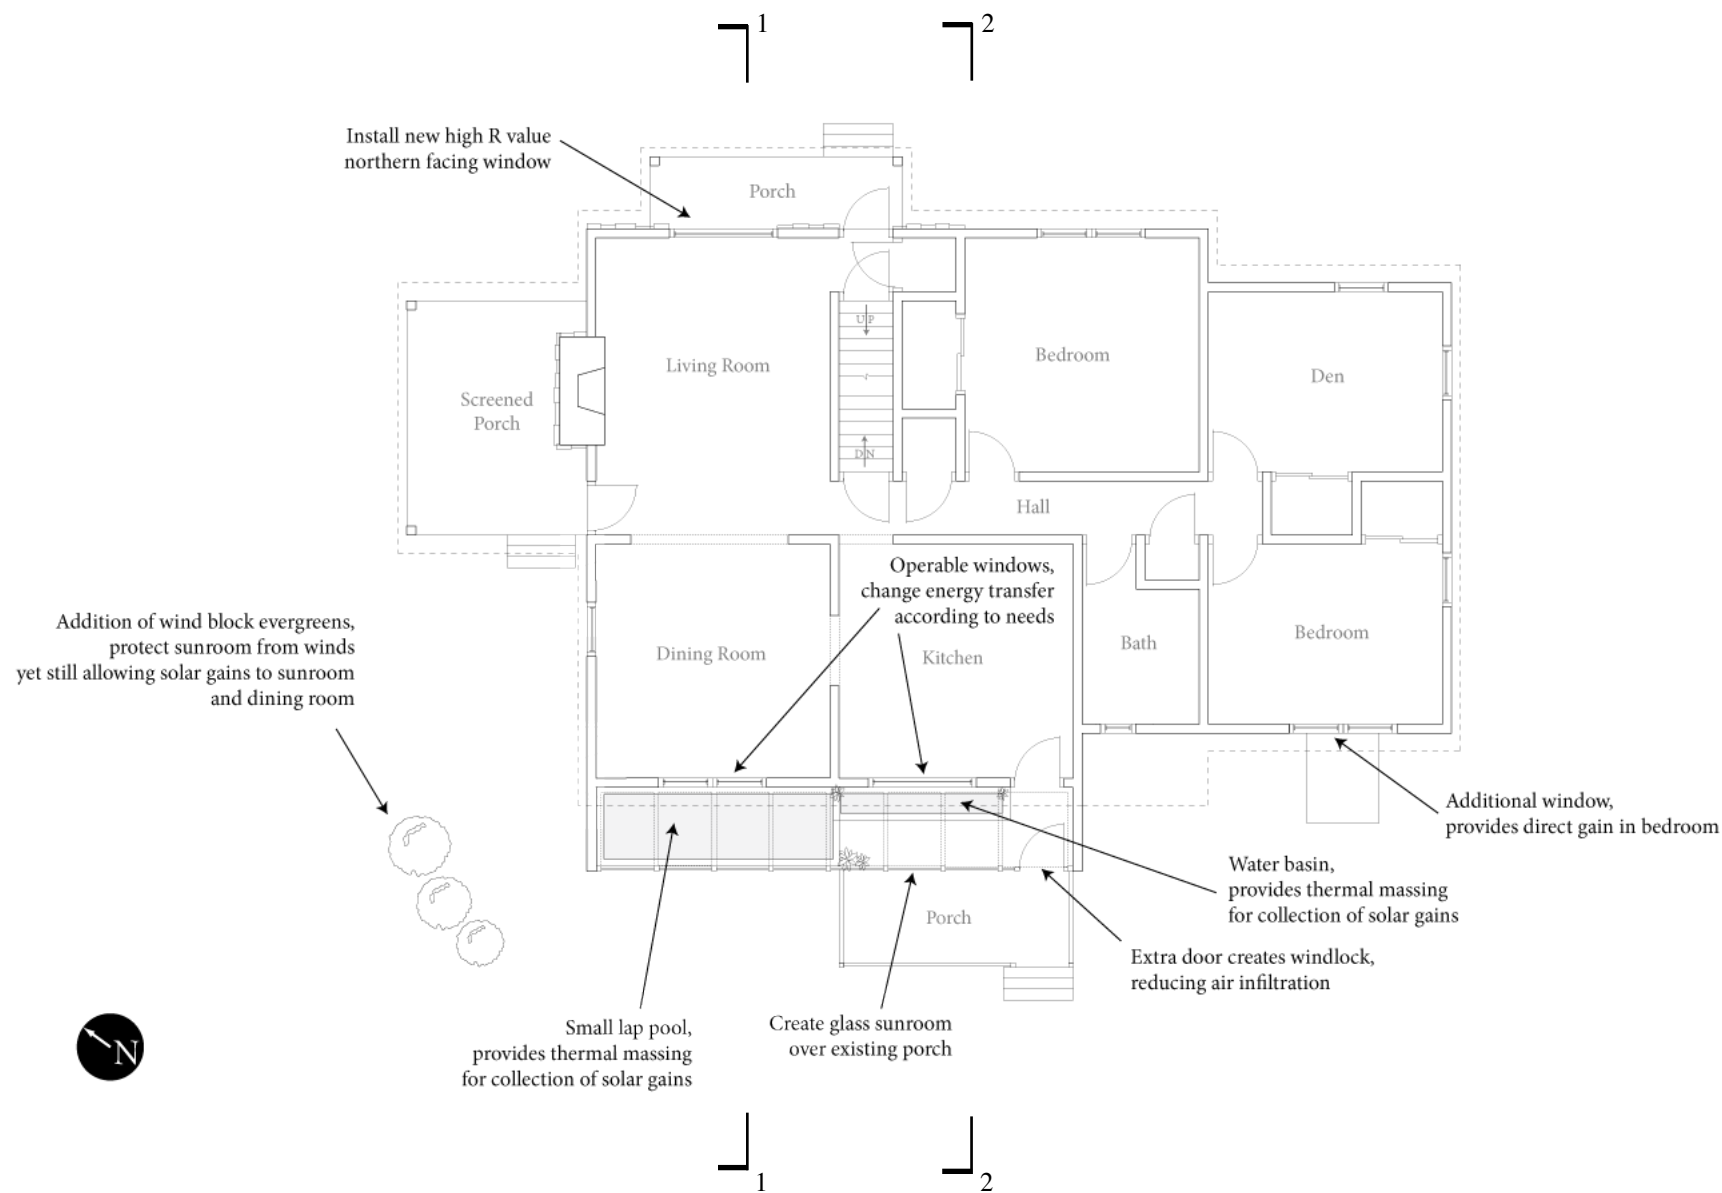 1
2
Install new high R value
northern facing window
Porch
UP
Living Room
Bedroom
Den
Screened
Porch
DN
Hall
Operable windows,
change energy transfer
according to needs
Addition of wind block evergreens,
protect sunroom from winds
yet still allowing solar gains to sunroom
and dining room
Dining Room
Kitchen
Bath
Bedroom
Additional window,
provides direct gain in bedroom
Water basin,
provides thermal massing
for collection of solar gains
Porch
Extra door creates windlock,
reducing air infiltration
Small lap pool,
provides thermal massing
for collection of solar gains
Create glass sunroom
over existing porch
N
1
2